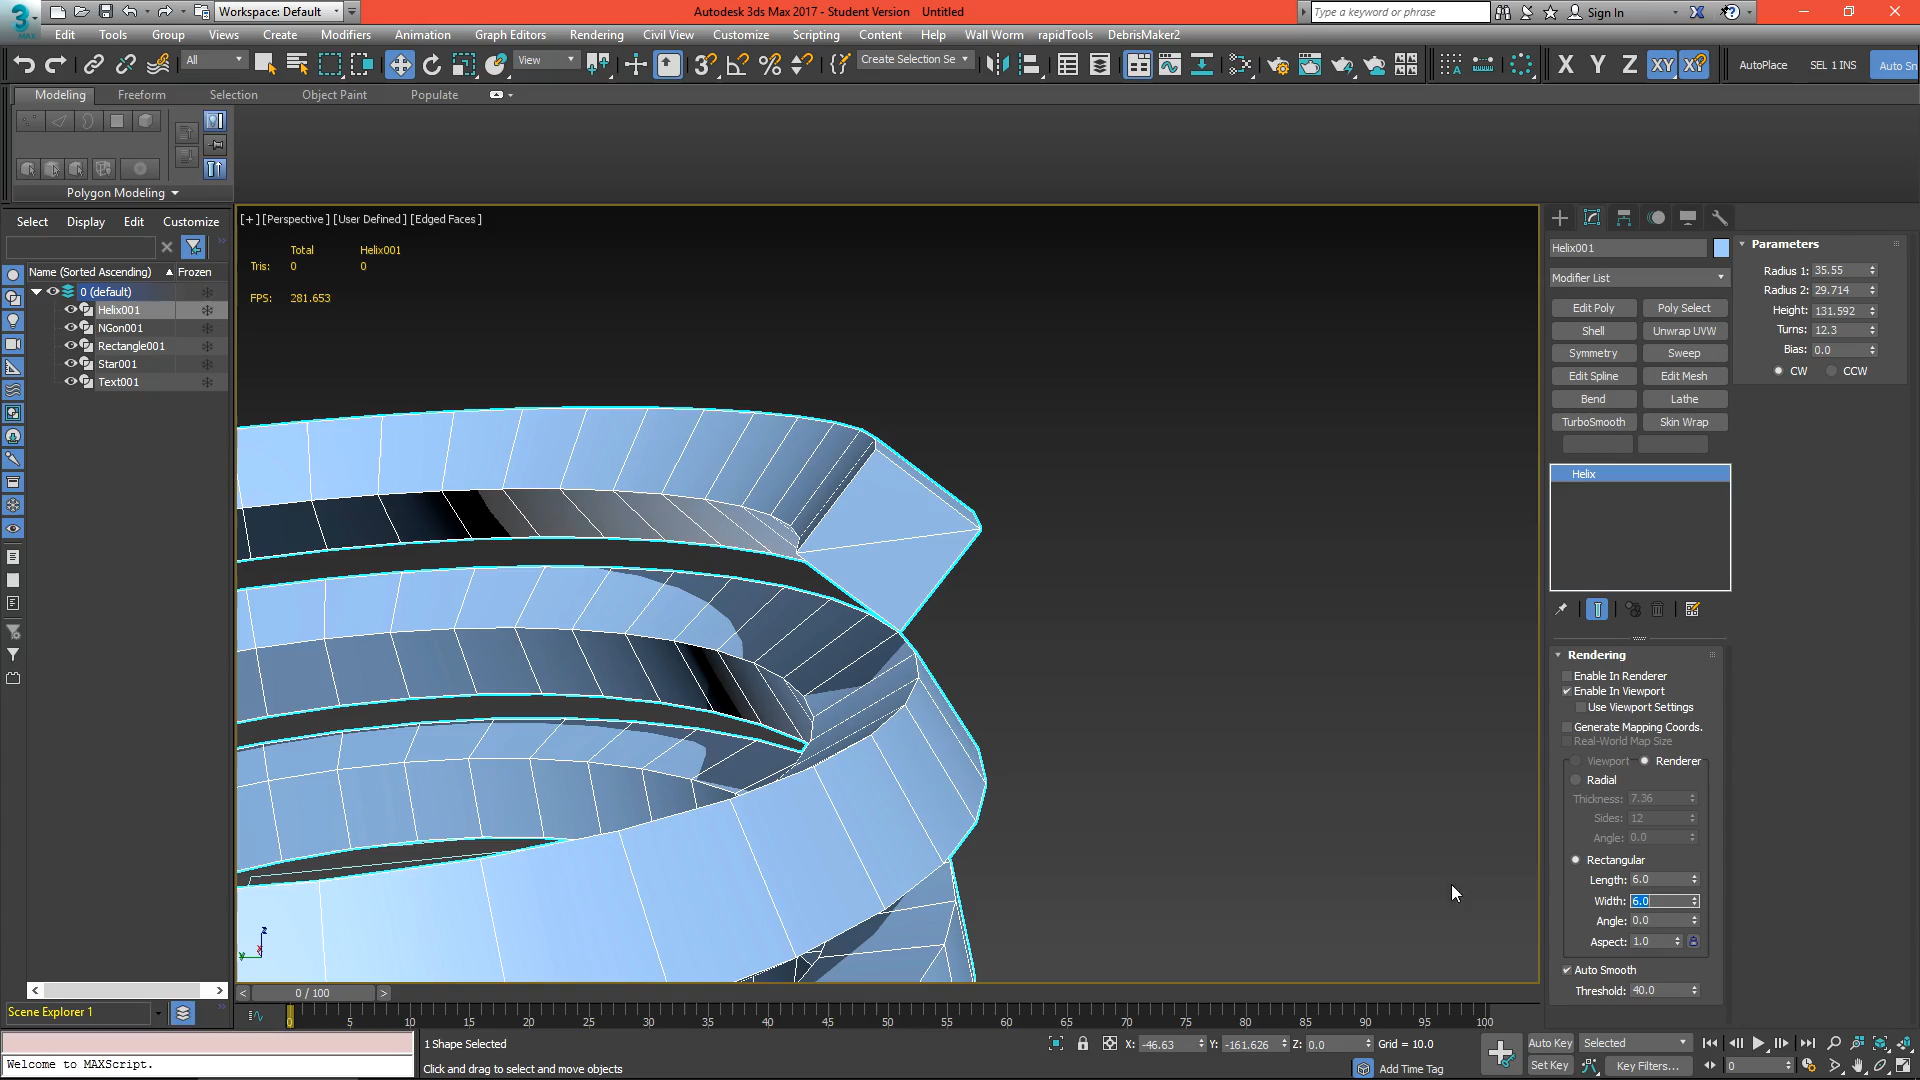 3
MAX
Workspace: Default
Autodesk 3ds Max 2017 - Student Version    Untitled
Type a keyword or phrase
Sign In
Edit Tools Group Views Create Modifiers Animation Graph Editors Rendering Civil View Customize Scripting Content Help Wall Worm rapidTools DebrisMaker2
All
View
Create Selection Se
X Y Z XY XY
AutoPlace
SEL 1 INS
Auto Sn
Modeling Freeform Selection Object Paint Populate
Polygon Modeling
Select Display Edit Customize
Name (Sorted Ascending) Frozen
0 (default)
Helix001
NGon001
Rectangle001
Star001
Text001
[+][Perspective][User Defined][Edged Faces]
Total Helix001
Tris: 0 0
FPS: 281.653
z
x
y
Helix001
Modifier List
Edit Poly Poly Select
Shell Unwrap UVW
Symmetry Sweep
Edit Spline Edit Mesh
Bend Lathe
TurboSmooth Skin Wrap
Helix
Parameters
Radius 1: 35.55
Radius 2: 29.714
Height: 131.592
Turns: 12.3
Bias: 0.0
CW CCW
Rendering
Enable In Renderer
Enable In Viewport
Use Viewport Settings
Generate Mapping Coords.
Real-World Map Size
Viewport Renderer
Radial
Thickness: 7.36
Sides: 12
Angle: 0.0
Rectangular
Length: 6.0
Width: 6.0
Angle: 0.0
Aspect: 1.0
Auto Smooth
Threshold: 40.0
< 0 / 100 >
Scene Explorer 1
0 5 10 15 20 25 30 35 40 45 50 55 60 65 70 75 80 85 90 95 100
Welcome to MAXScript.
1 Shape Selected
Click and drag to select and move objects
X: -46.63 Y: -161.626 Z: 0.0 Grid = 10.0
Add Time Tag
Auto Key Selected
Set Key Key Filters...
0